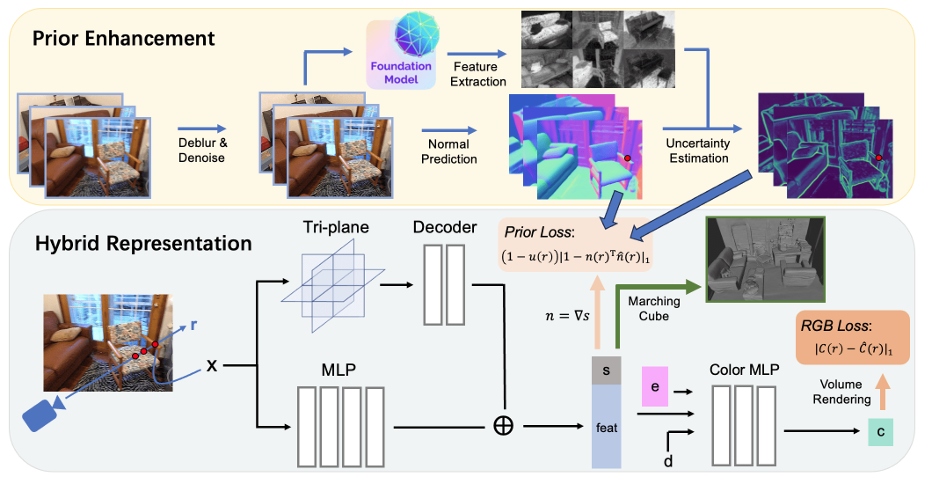 Prior Enhancement
Foundation
Model
Feature
Extraction
Deblur &
Denoise
Normal
Prediction
Uncertainty
Estimation
Hybrid Representation
Tri-plane
Decoder
Prior Loss:
(1 − u(r))|1 − n(r)ᵀn̂(r)|₁
n = ∇s
Marching
Cube
RGB Loss:
|C(r) − Ĉ(r)|₁
r
x
MLP
s
feat
e
d
Color MLP
Volume
Rendering
c